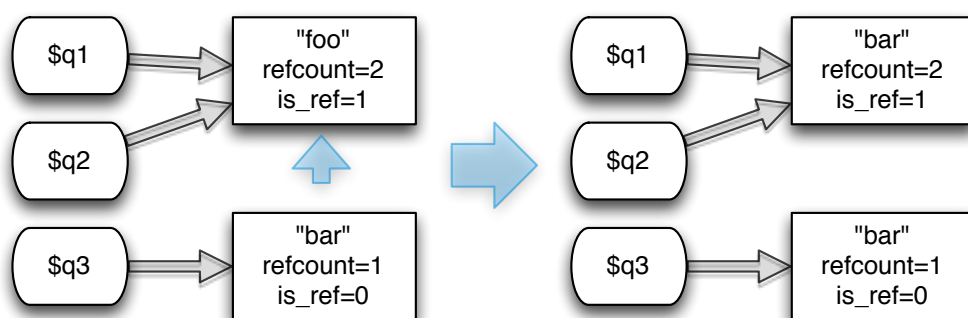 $q1
"foo"
refcount=2
is_ref=1
$q2
$q3
"bar"
refcount=1
is_ref=0
$q1
"bar"
refcount=2
is_ref=1
$q2
$q3
"bar"
refcount=1
is_ref=0